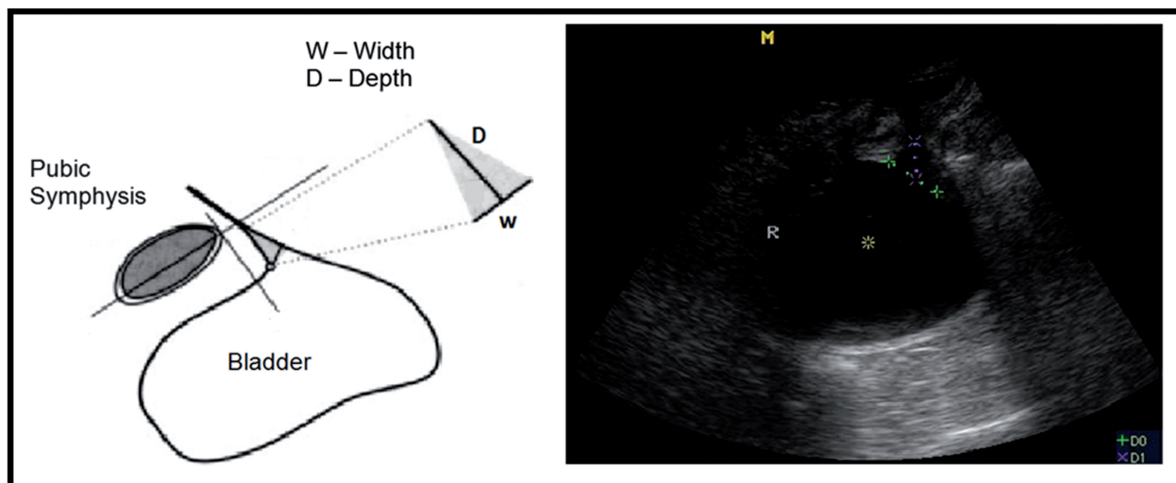 W – Width
D – Depth
D
w
Pubic
Symphysis
Bladder
M
R
D0
D1